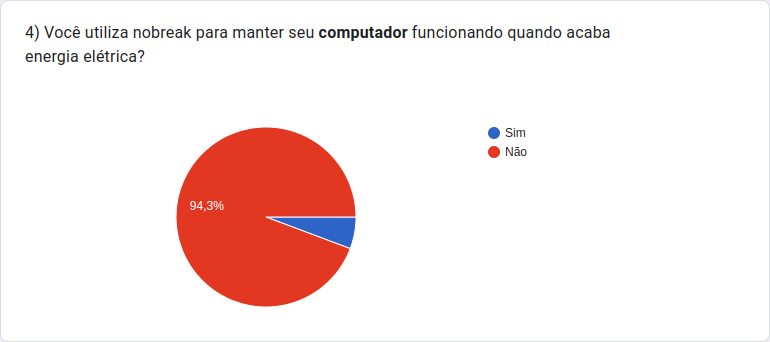 4) Você utiliza nobreak para manter seu computador funcionando quando acaba
energia elétrica?
Sim
Não
94,3%